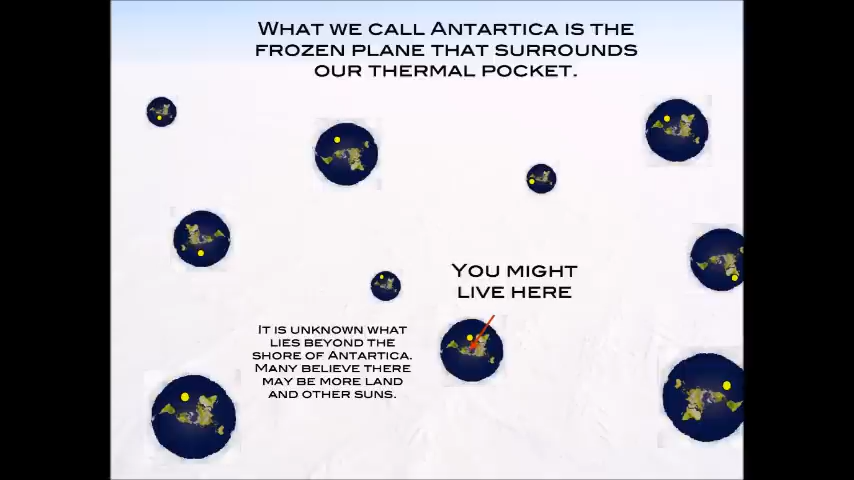 What we call Antartica is the
frozen plane that surrounds
our thermal pocket.
You might
live here
It is unknown what
lies beyond the
shore of Antartica.
Many believe there
may be more land
and other suns.